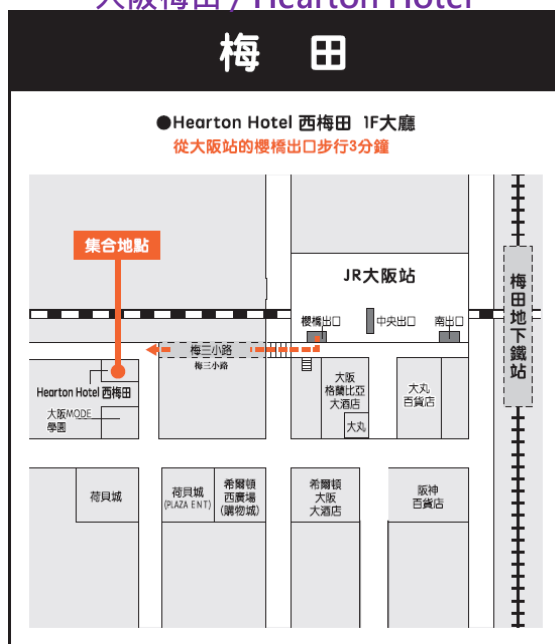 大阪梅田 / Hearton Hotel
梅田
●Hearton Hotel 西梅田 1F大廳
從大阪站的櫻橋出口步行3分鐘
集合地點
JR大阪站
櫻橋出口
中央出口
南出口
梅田地下鐵站
梅三小路
梅三小路
Hearton Hotel 西梅田
大阪MODE
學園
大阪
格蘭比亞
大酒店
大丸
大丸
百貨店
荷貝城
荷貝城
(PLAZA ENT)
希爾頓
西廣場
(購物城)
希爾頓
大阪
大酒店
阪神
百貨店